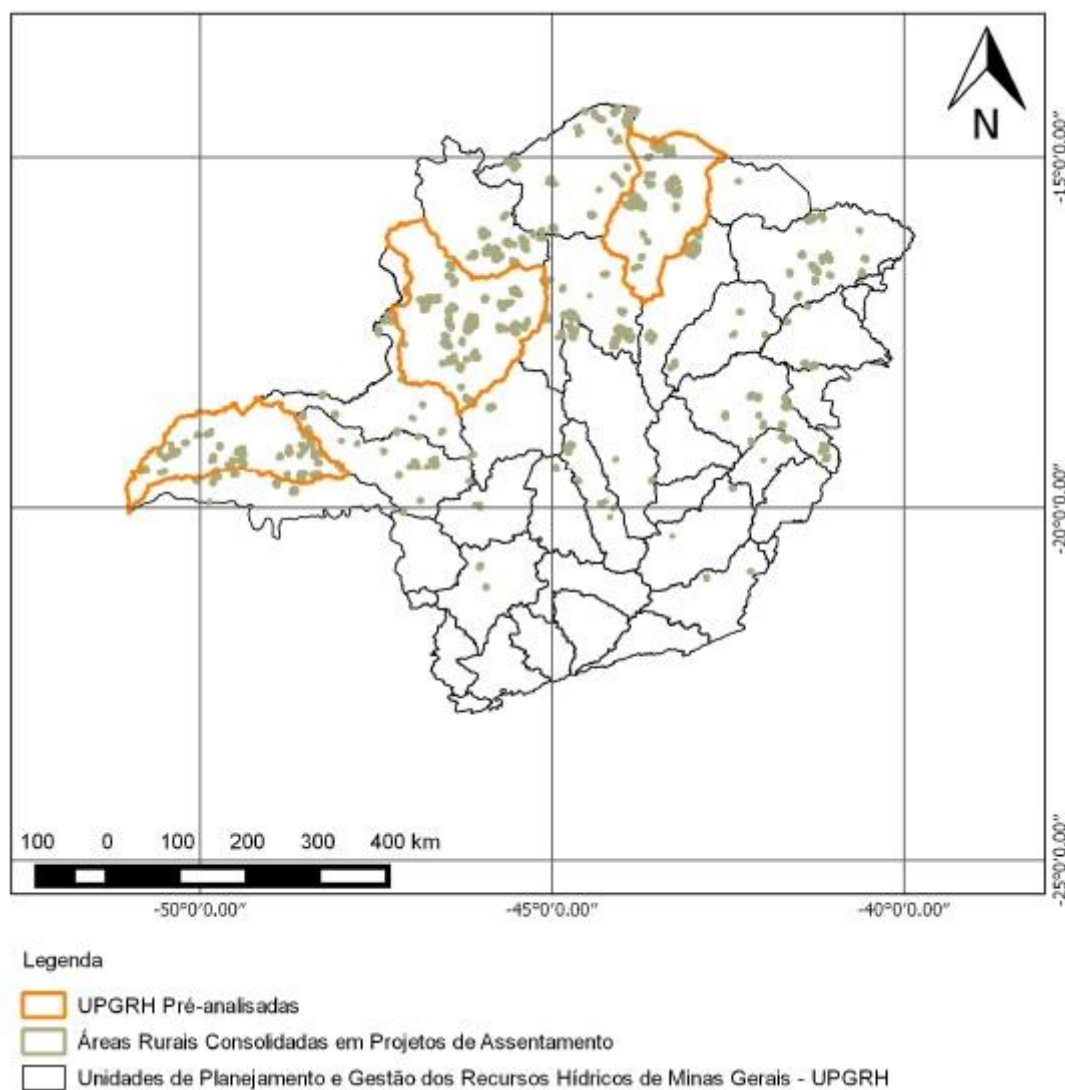 N
-15°0′0.00″
-20°0′0.00″
100 0 100 200 300 400 km
-25°0′0.00″
-50°0′0.00″ -45°0′0.00″ -40°0′0.00″
Legenda
UPGRH Pré-analisadas
Áreas Rurais Consolidadas em Projetos de Assentamento
Unidades de Planejamento e Gestão dos Recursos Hídricos de Minas Gerais - UPGRH